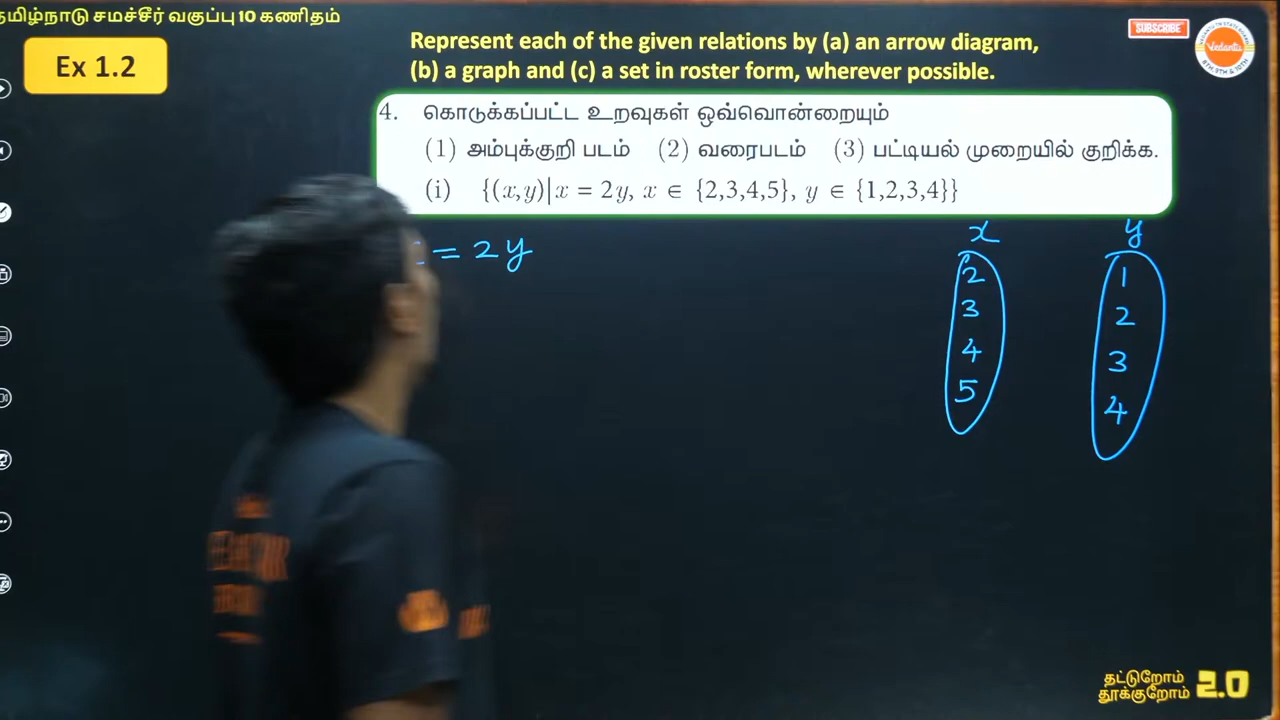 தமிழ்நாடு சமச்சீர் வகுப்பு 10 கணிதம்
Ex 1.2
Represent each of the given relations by (a) an arrow diagram,
(b) a graph and (c) a set in roster form, wherever possible.
SUBSCRIBE
Vedantu
8TH, 9TH & 10TH
4. கொடுக்கப்பட்ட உறவுகள் ஒவ்வொன்றையும்
(1) அம்புக்குறி படம் (2) வரைபடம் (3) பட்டியல் முறையில் குறிக்க.
(i) {(x,y)|x = 2y, x ∈ {2,3,4,5}, y ∈ {1,2,3,4}}
= 2y
x y
2 1
3 2
4 3
5 4
தட்டுறோம்
தூக்குறோம் 2.0